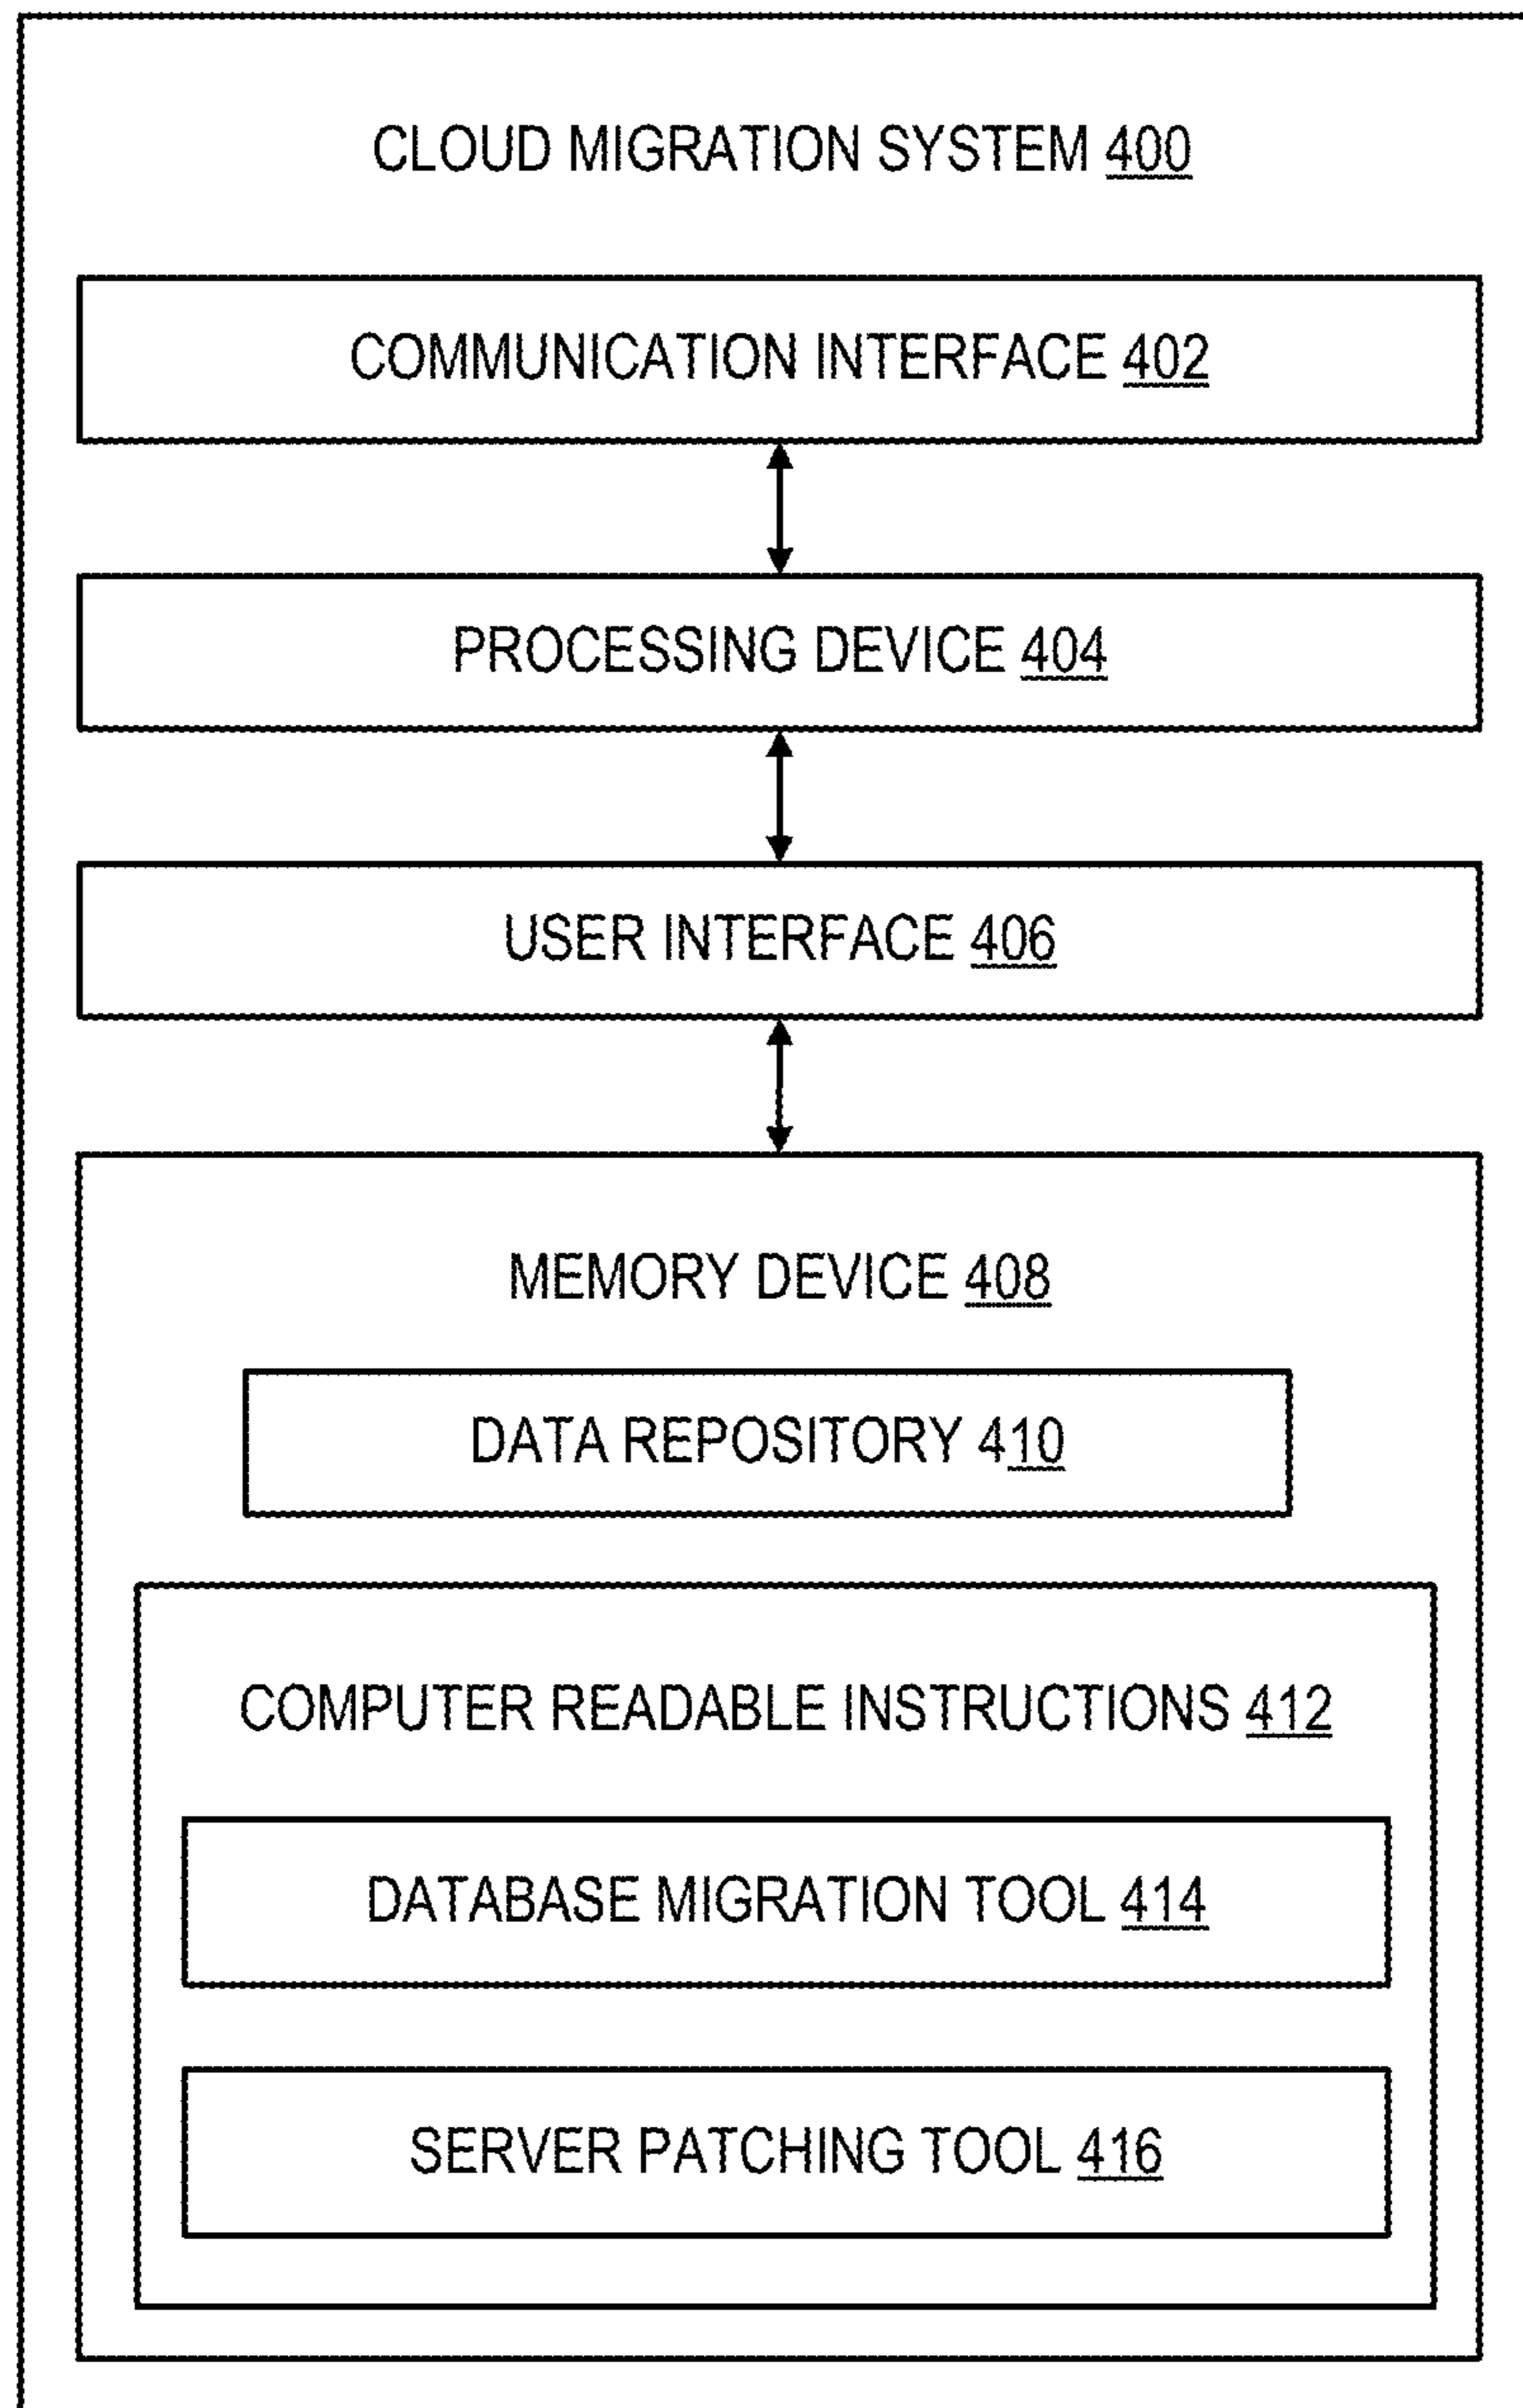 CLOUD MIGRATION SYSTEM 400
COMMUNICATION INTERFACE 402
PROCESSING DEVICE 404
USER INTERFACE 406
MEMORY DEVICE 408
DATA REPOSITORY 410
COMPUTER READABLE INSTRUCTIONS 412
DATABASE MIGRATION TOOL 414
SERVER PATCHING TOOL 416